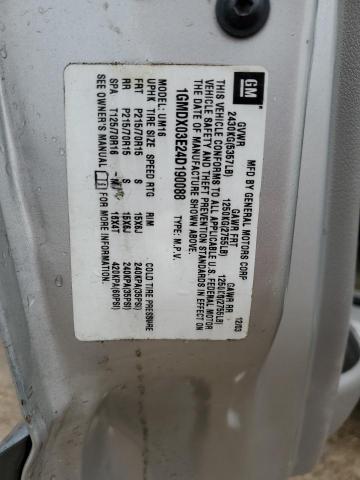 GM
MFD BY GENERAL MOTORS CORP 12/03
GVWR GAWR FRT GAWR RR
2430KG(5357LB) 1250KG(2755LB) 1250KG(2755LB)
THIS VEHICLE CONFORMS TO ALL APPLICABLE U.S. FEDERAL MOTOR
VEHICLE SAFETY AND THEFT PREVENTION STANDARDS IN EFFECT ON
THE DATE OF MANUFACTURE SHOWN ABOVE.
1GMDX03E24D190088 TYPE: M.P.V.
MODEL: UM16
UPHK TIRE SIZE SPEED RTG RIM COLD TIRE PRESSURE
FRT P215/70R15 S 15X6J 240KPA(35PSI)
RR P215/70R15 S 15X6J 240KPA(35PSI)
SPA T125/70R16 M 16X4T 420KPA(60PSI)
SEE OWNER'S MANUAL FOR MORE INFORMATION.